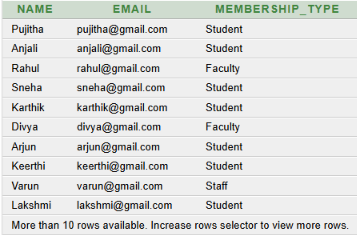 NAME EMAIL MEMBERSHIP_TYPE
Pujitha pujitha@gmail.com Student
Anjali anjali@gmail.com Student
Rahul rahul@gmail.com Faculty
Sneha sneha@gmail.com Student
Karthik karthik@gmail.com Student
Divya divya@gmail.com Faculty
Arjun arjun@gmail.com Student
Keerthi keerthi@gmail.com Student
Varun varun@gmail.com Staff
Lakshmi lakshmi@gmail.com Student
More than 10 rows available. Increase rows selector to view more rows.